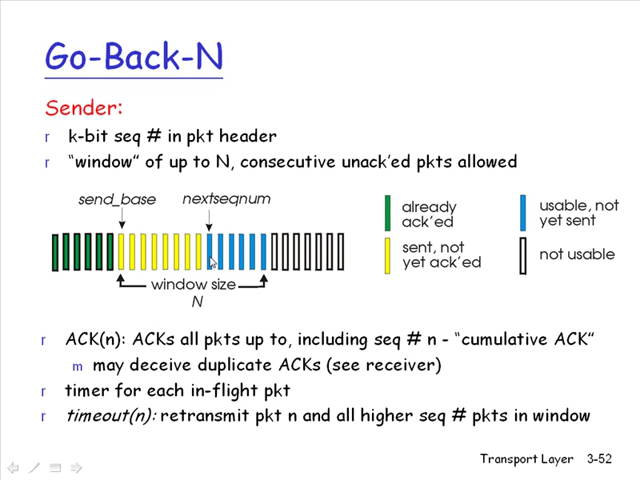 Go-Back-N
Sender:
r k-bit seq # in pkt header
r "window" of up to N, consecutive unack'ed pkts allowed
send_base nextseqnum
already ack'ed
usable, not yet sent
sent, not yet ack'ed
not usable
window size
N
r ACK(n): ACKs all pkts up to, including seq # n - "cumulative ACK"
m may deceive duplicate ACKs (see receiver)
r timer for each in-flight pkt
r timeout(n): retransmit pkt n and all higher seq # pkts in window
Transport Layer 3-52